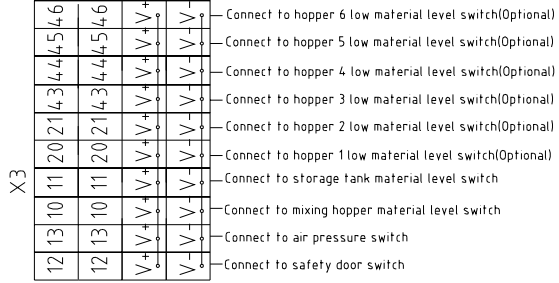 46 46 V+ V- Connect to hopper 6 low material level switch(Optional)
45 45 V+ V- Connect to hopper 5 low material level switch(Optional)
44 44 V+ V- Connect to hopper 4 low material level switch(Optional)
43 43 V+ V- Connect to hopper 3 low material level switch(Optional)
21 21 V+ V- Connect to hopper 2 low material level switch(Optional)
20 20 V+ V- Connect to hopper 1 low material level switch(Optional)
11 11 V+ V- Connect to storage tank material level switch
10 10 V+ V- Connect to mixing hopper material level switch
13 13 V+ V- Connect to air pressure switch
12 12 V+ V- Connect to safety door switch
X3